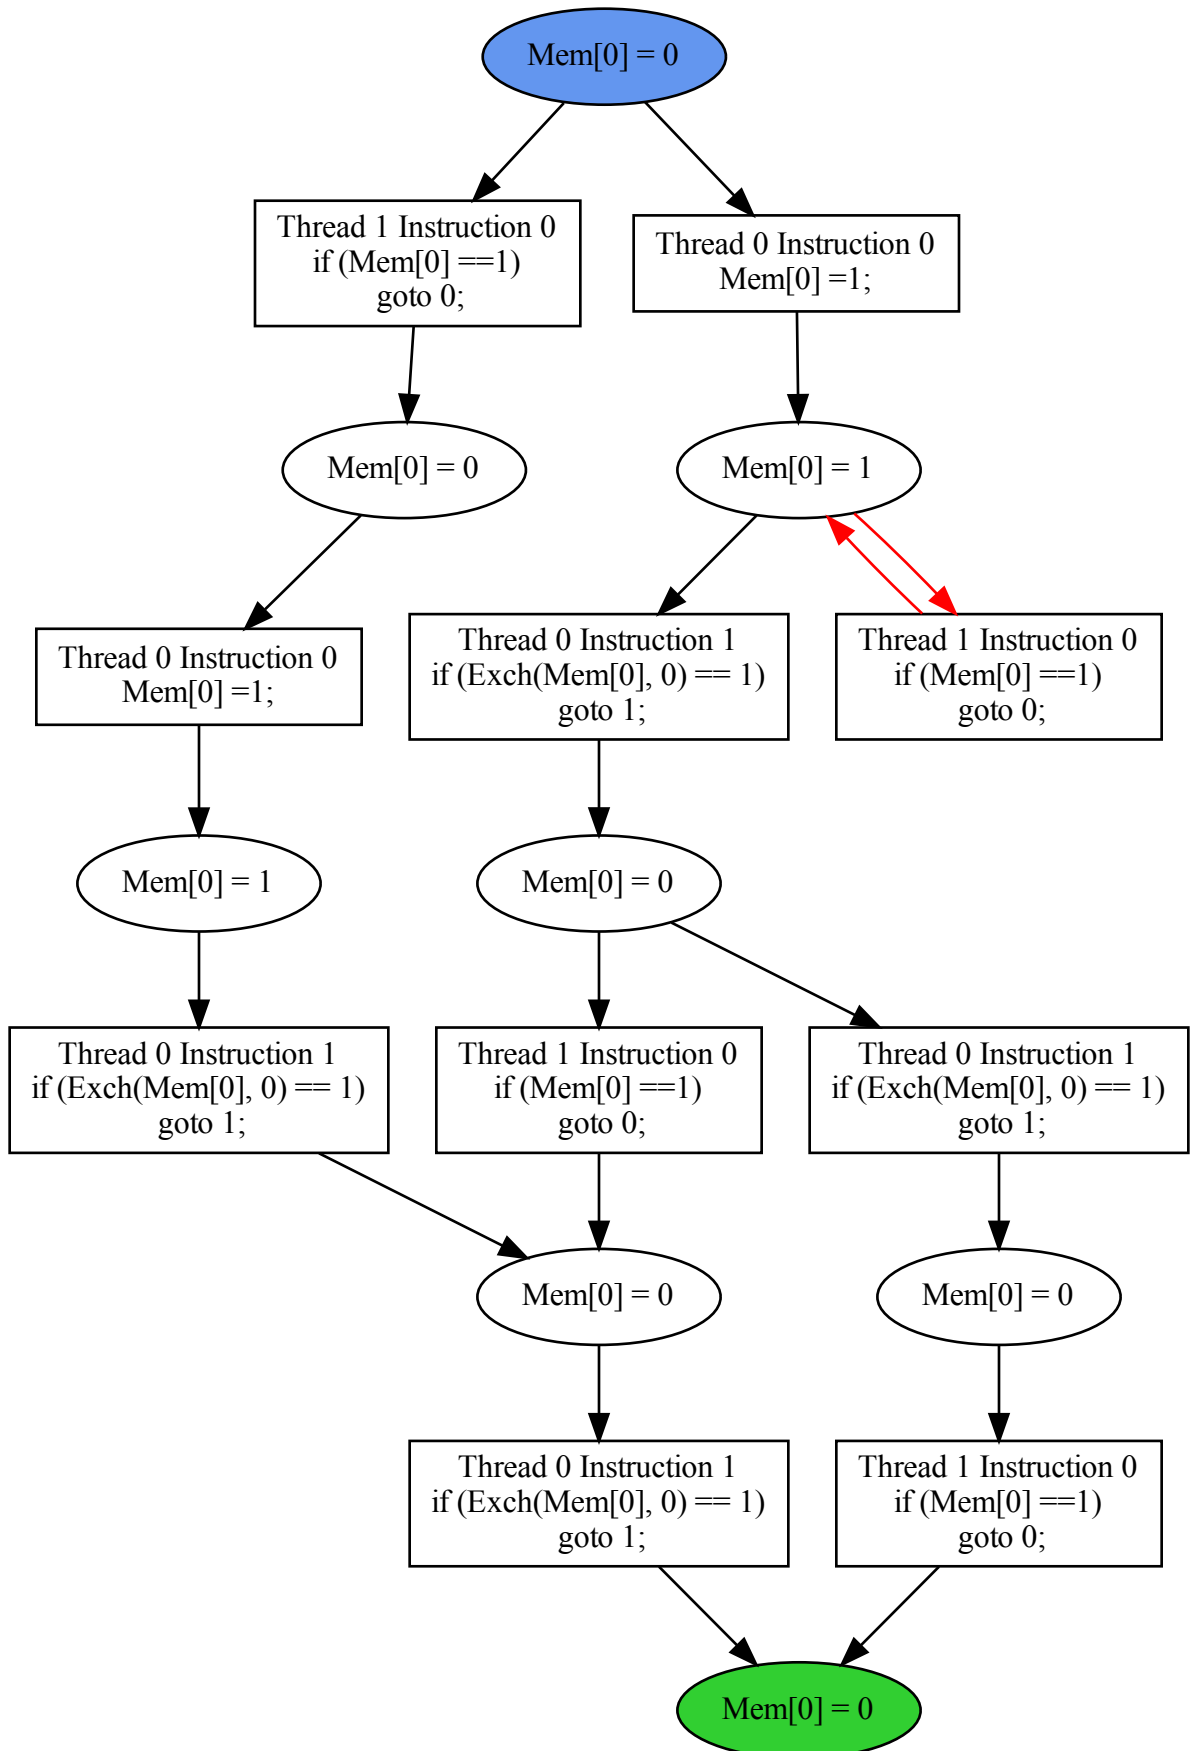 Mem[0] = 0
Thread 1 Instruction 0
if (Mem[0] ==1)
goto 0;
Thread 0 Instruction 0
Mem[0] =1;
Mem[0] = 0
Mem[0] = 1
Thread 0 Instruction 0
Mem[0] =1;
Thread 0 Instruction 1
if (Exch(Mem[0], 0) == 1)
goto 1;
Thread 1 Instruction 0
if (Mem[0] ==1)
goto 0;
Mem[0] = 1
Mem[0] = 0
Thread 0 Instruction 1
if (Exch(Mem[0], 0) == 1)
goto 1;
Thread 1 Instruction 0
if (Mem[0] ==1)
goto 0;
Thread 0 Instruction 1
if (Exch(Mem[0], 0) == 1)
goto 1;
Mem[0] = 0
Mem[0] = 0
Thread 0 Instruction 1
if (Exch(Mem[0], 0) == 1)
goto 1;
Thread 1 Instruction 0
if (Mem[0] ==1)
goto 0;
Mem[0] = 0